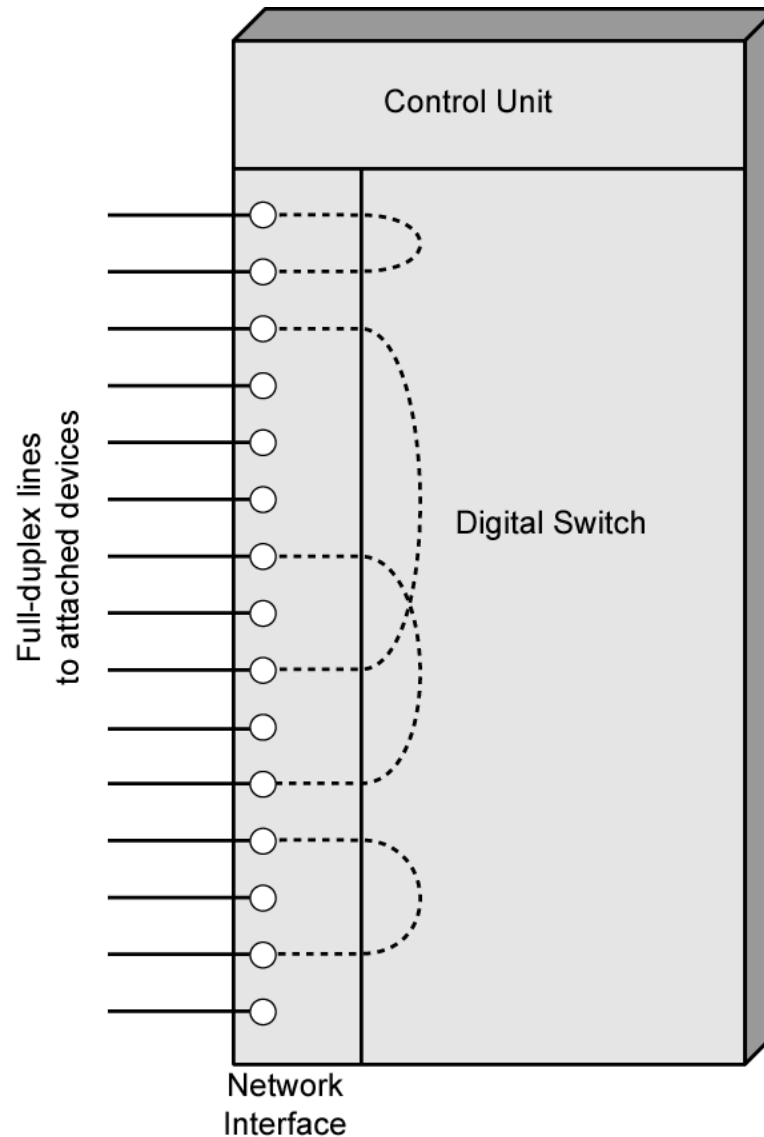 Control Unit
Full-duplex lines
to attached devices
Digital Switch
Network
Interface